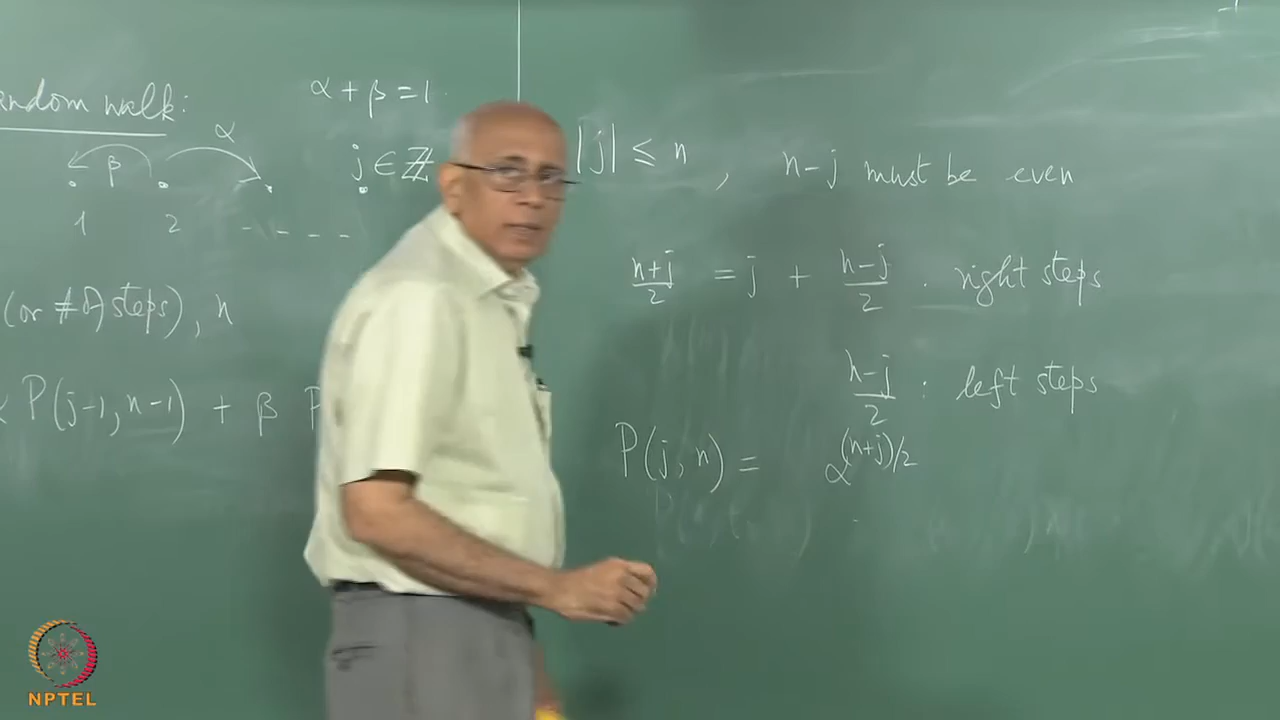 andom walk:
α + β = 1
α
β
1 2 - - - -
j ∈ ℤ
|j| ≤ n , n-j must be even
(n+j)/2 = j + (n-j)/2 . right steps
(or # of steps), n
(n-j)/2 : left steps
P(j-1, n-1) + β P
P(j, n) = α^(n+j)/2
NPTEL